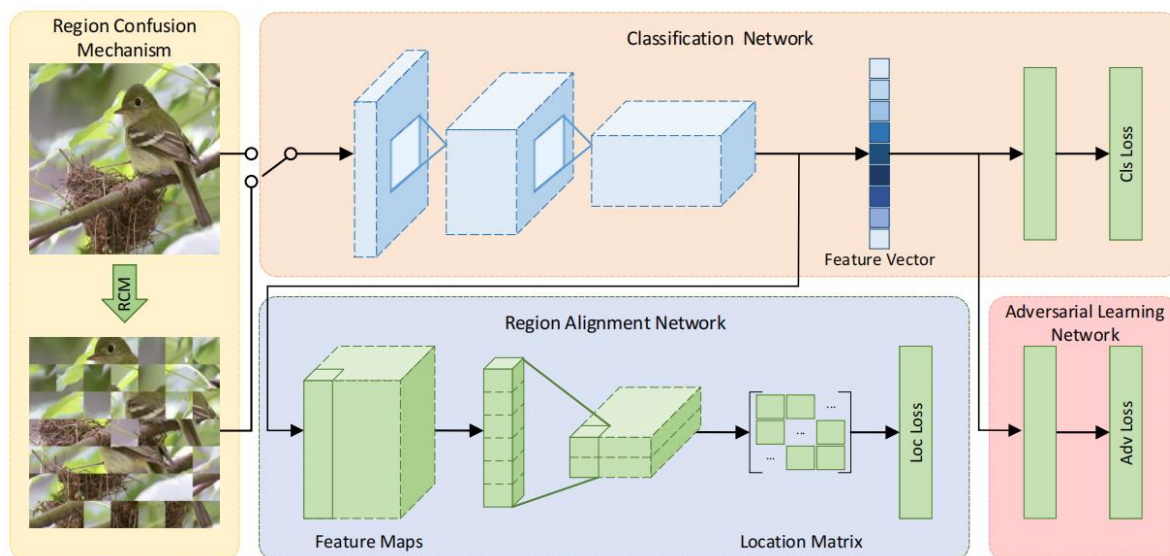 Region Confusion
Mechanism
RCM
Classification Network
Feature Vector
Cls Loss
Region Alignment Network
Feature Maps
Location Matrix
... 
...
...
Loc Loss
Adversarial Learning
Network
Adv Loss